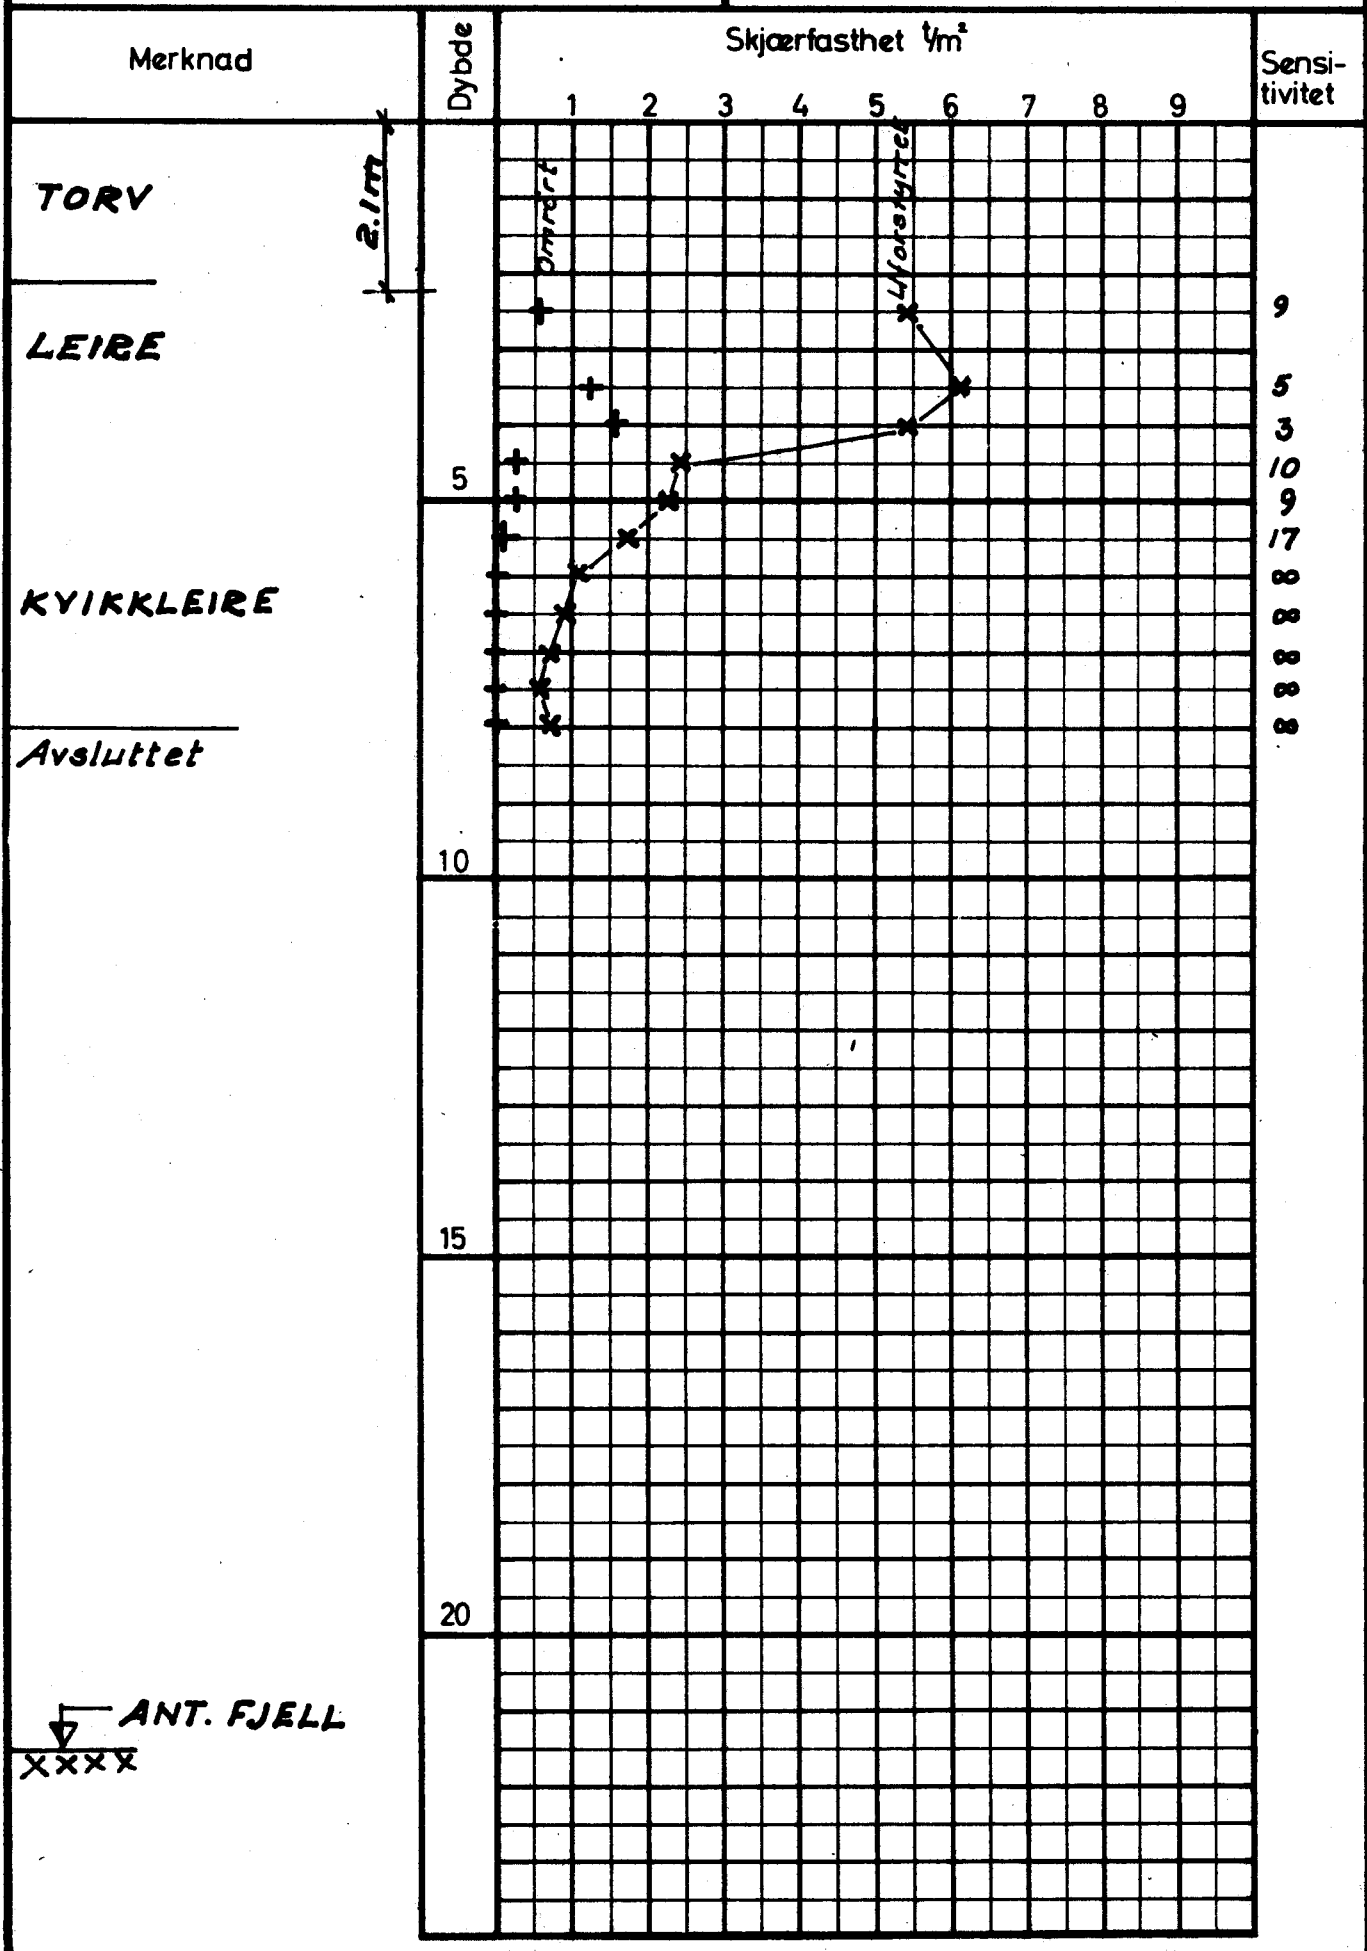 Merknad
Dybde
Skjærfasthet t/m²
Sensi-
tivitet
1 2 3 4 5 6 7 8 9
TORV
2.1m
Omrørt
Uforstyrret
9
LEIRE
5
3
10
5
9
17
KVIKKLEIRE
∞
∞
∞
∞
∞
Avsluttet
10
15
20
ANT. FJELL
xxxx